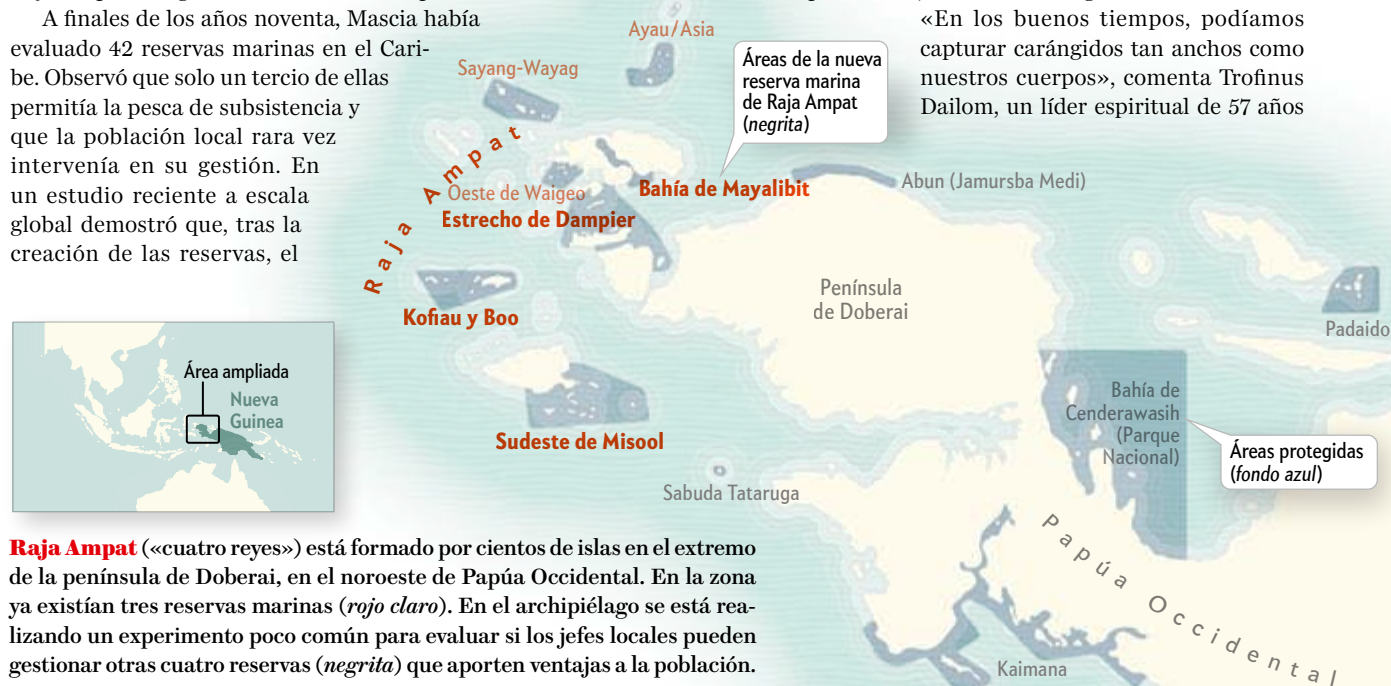 A finales de los años noventa, Mascia había
evaluado 42 reservas marinas en el Cari-
be. Observó que solo un tercio de ellas
permitía la pesca de subsistencia y
que la población local rara vez
intervenía en su gestión. En
un estudio reciente a escala
global demostró que, tras la
creación de las reservas, el
«En los buenos tiempos, podíamos
capturar carángidos tan anchos como
nuestros cuerpos», comenta Trofinus
Dailom, un líder espiritual de 57 años
Ayau/Asia
Sayang-Wayag
Áreas de la nueva
reserva marina
de Raja Ampat
(negrita)
Raja Ampat
Oeste de Waigeo
Bahía de Mayalibit
Abun (Jamursba Medi)
Estrecho de Dampier
Península
de Doberai
Kofiau y Boo
Padaido
Área ampliada
Nueva
Guinea
Bahía de
Cenderawasih
(Parque
Nacional)
Sudeste de Misool
Áreas protegidas
(fondo azul)
Sabuda Tataruga
Papúa Occidental
Kaimana
Raja Ampat («cuatro reyes») está formado por cientos de islas en el extremo
de la península de Doberai, en el noroeste de Papúa Occidental. En la zona
ya existían tres reservas marinas (rojo claro). En el archipiélago se está rea-
lizando un experimento poco común para evaluar si los jefes locales pueden
gestionar otras cuatro reservas (negrita) que aporten ventajas a la población.